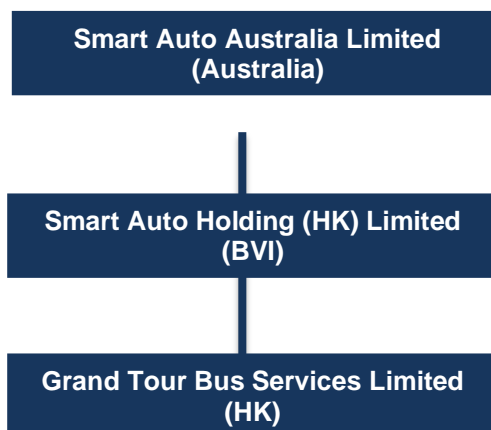 Smart Auto Australia Limited
(Australia)
Smart Auto Holding (HK) Limited
(BVI)
Grand Tour Bus Services Limited
(HK)